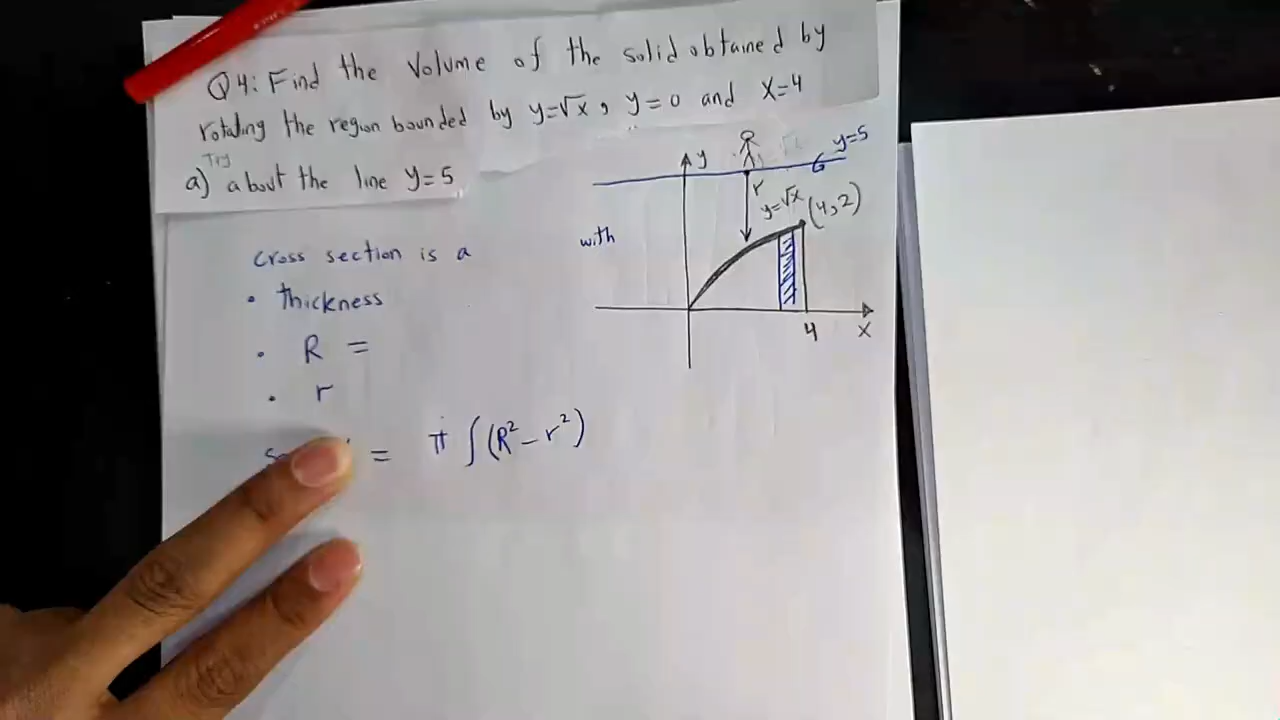 Q4: Find the Volume of the solid obtained by
rotating the region bounded by y=√x, y=0 and X=4
Try
a) about the line y=5
y=5
y
r
y=√x
(4,2)
with
cross section is a
• thickness
4
X
• R =
• r
= π ∫(R²-r²)